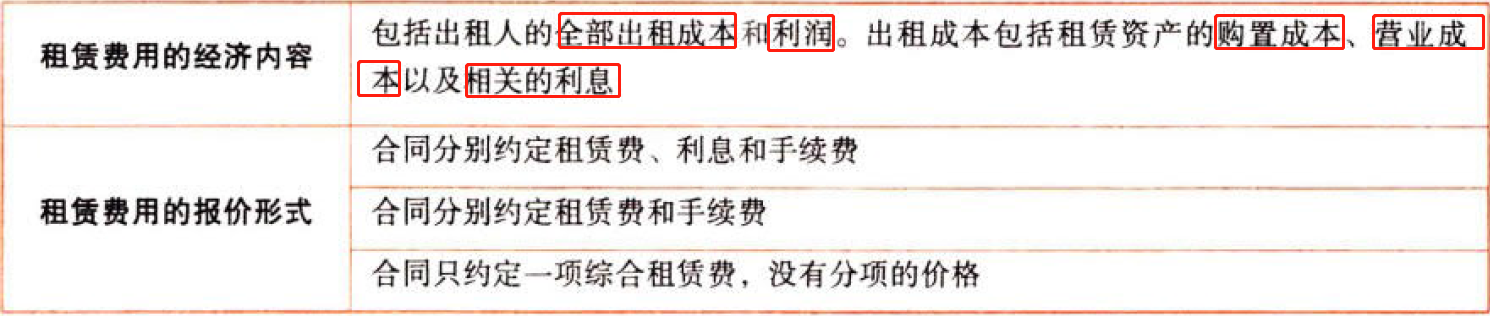 租赁费用的经济内容
包括出租人的全部出租成本和利润。出租成本包括租赁资产的购置成本、营业成
本以及相关的利息
租赁费用的报价形式
合同分别约定租赁费、利息和手续费
合同分别约定租赁费和手续费
合同只约定一项综合租赁费，没有分项的价格